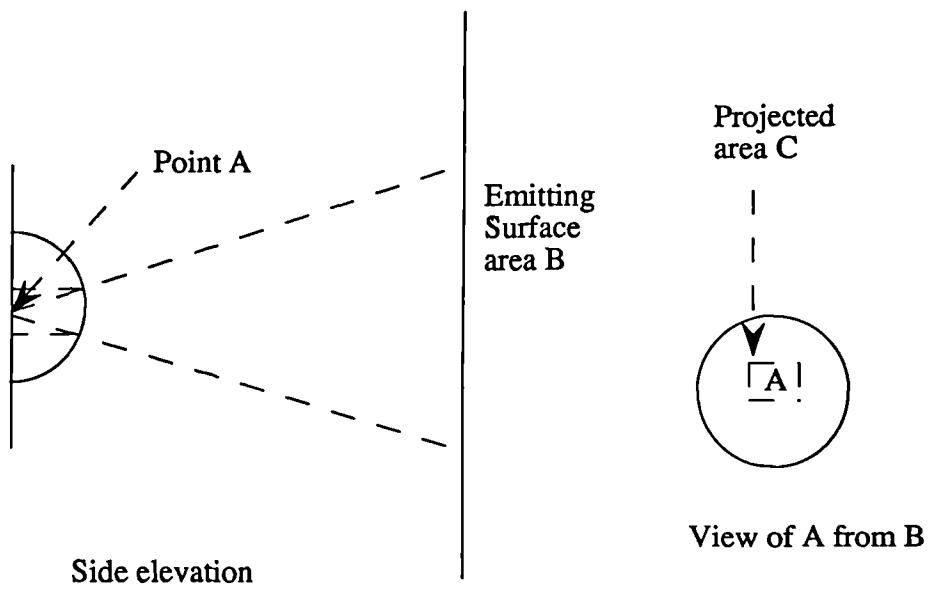 Point A
Emitting
Surface
area B
Side elevation
Projected
area C
A
View of A from B